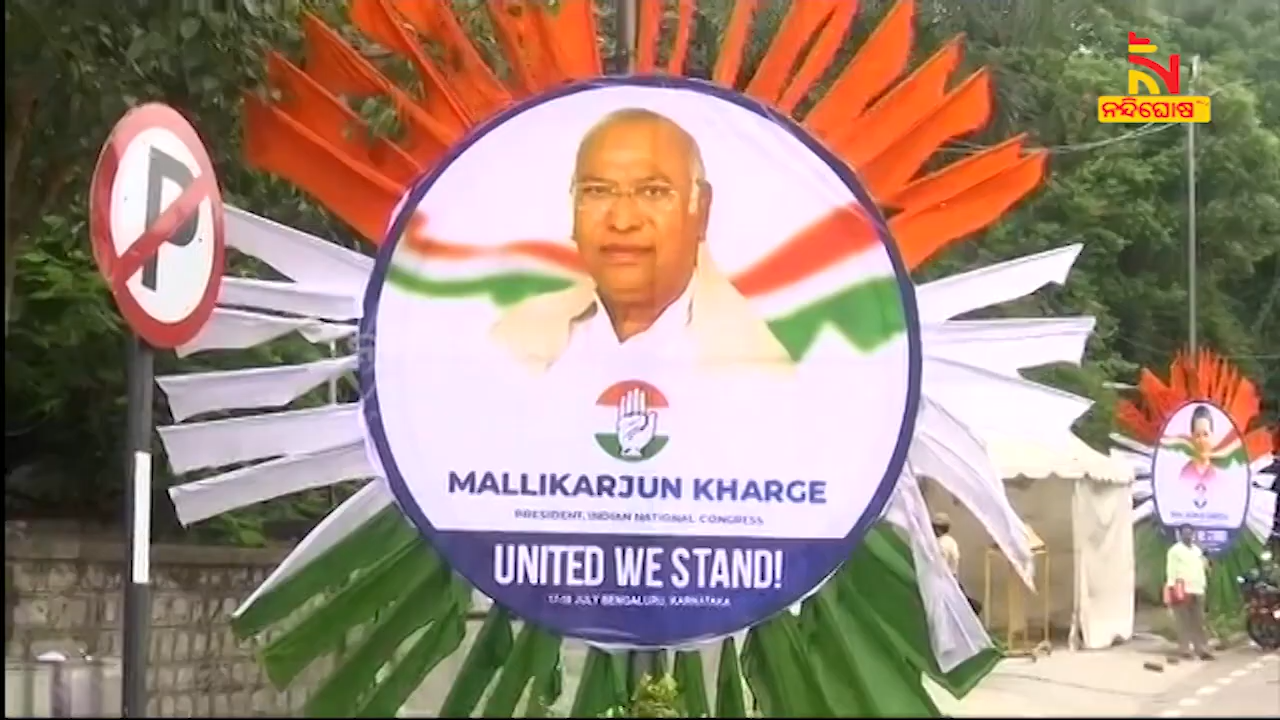 ନନ୍ଦିଘୋଷ
P
MALLIKARJUN KHARGE
PRESIDENT, INDIAN NATIONAL CONGRESS
UNITED WE STAND!
17-18 JULY BENGALURU, KARNATAKA